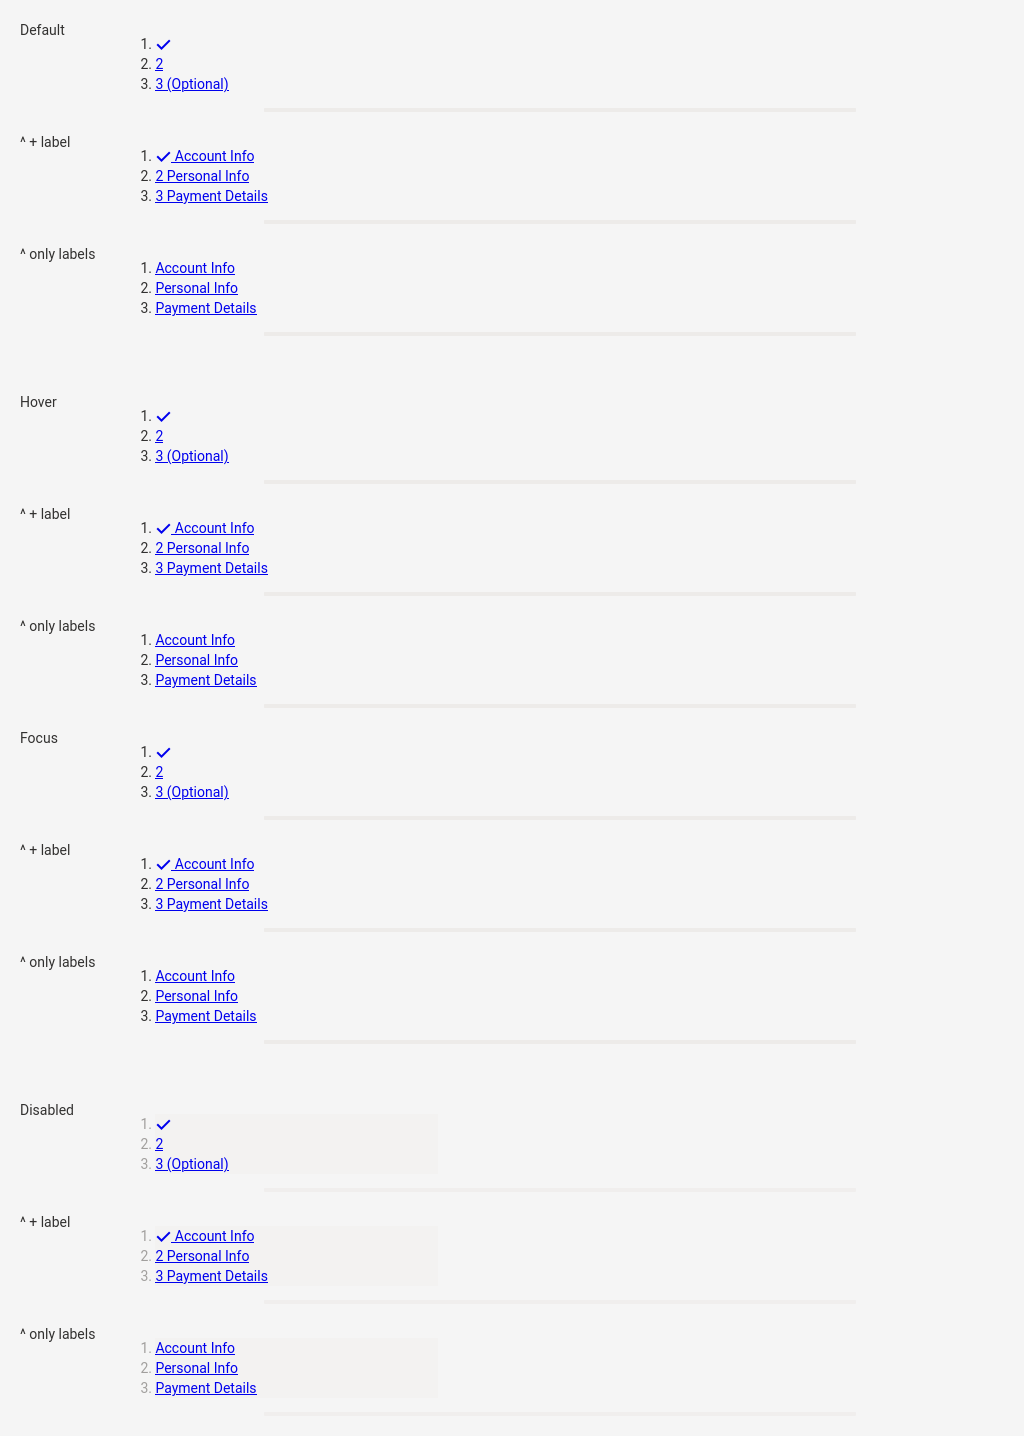 Default
1. ✓
2. 2
3. 3 (Optional)
^ + label
1. ✓ Account Info
2. 2 Personal Info
3. 3 Payment Details
^ only labels
1. Account Info
2. Personal Info
3. Payment Details
Hover
1. ✓
2. 2
3. 3 (Optional)
^ + label
1. ✓ Account Info
2. 2 Personal Info
3. 3 Payment Details
^ only labels
1. Account Info
2. Personal Info
3. Payment Details
Focus
1. ✓
2. 2
3. 3 (Optional)
^ + label
1. ✓ Account Info
2. 2 Personal Info
3. 3 Payment Details
^ only labels
1. Account Info
2. Personal Info
3. Payment Details
Disabled
1. ✓
2. 2
3. 3 (Optional)
^ + label
1. ✓ Account Info
2. 2 Personal Info
3. 3 Payment Details
^ only labels
1. Account Info
2. Personal Info
3. Payment Details